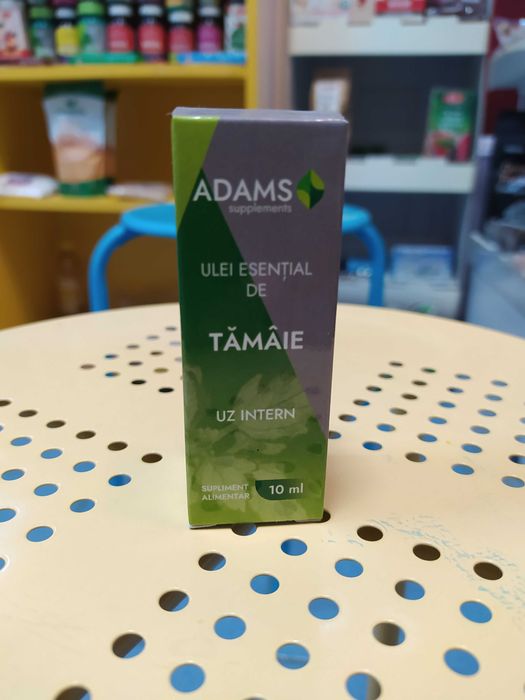 ADAMS
supplements
ULEI ESENȚIAL
DE
TĂMÂIE
UZ INTERN
SUPLIMENT
ALIMENTAR
10 ml